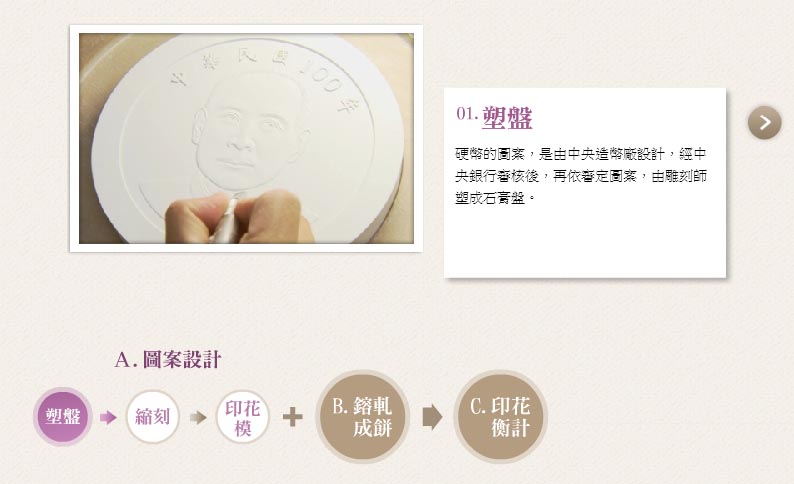 中華民國100年
01. 塑盤
硬幣的圖案，是由中央造幣廠設計，經中
央銀行審核後，再依審定圖案，由雕刻師
塑成石膏盤。
A. 圖案設計
塑盤
縮刻
印花
模
B. 鎔軋
成餅
C. 印花
衡計